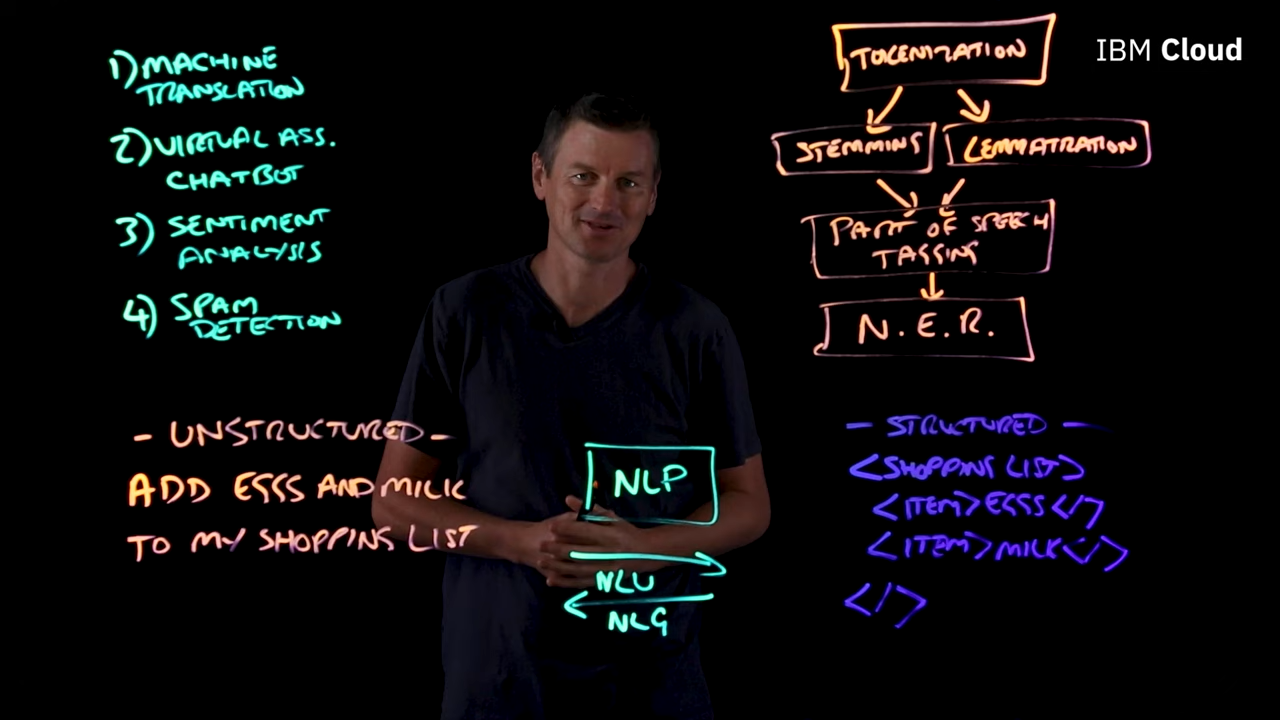 1) MACHINE
TRANSLATION
2) VIRTUAL ASS.
CHATBOT
3) SENTIMENT
ANALYSIS
4) SPAM
DETECTION
- UNSTRUCTURED -
ADD EGGS AND MILK
TO MY SHOPPING LIST
NLP
NLU
NLG
IBM Cloud
TOKENIZATION
STEMMING
LEMMATRATION
PART OF SPEECH
TAGGING
N.E.R.
- STRUCTURED -
<SHOPPING LIST>
<ITEM>EGGS</>
<ITEM>MILK</>
</>